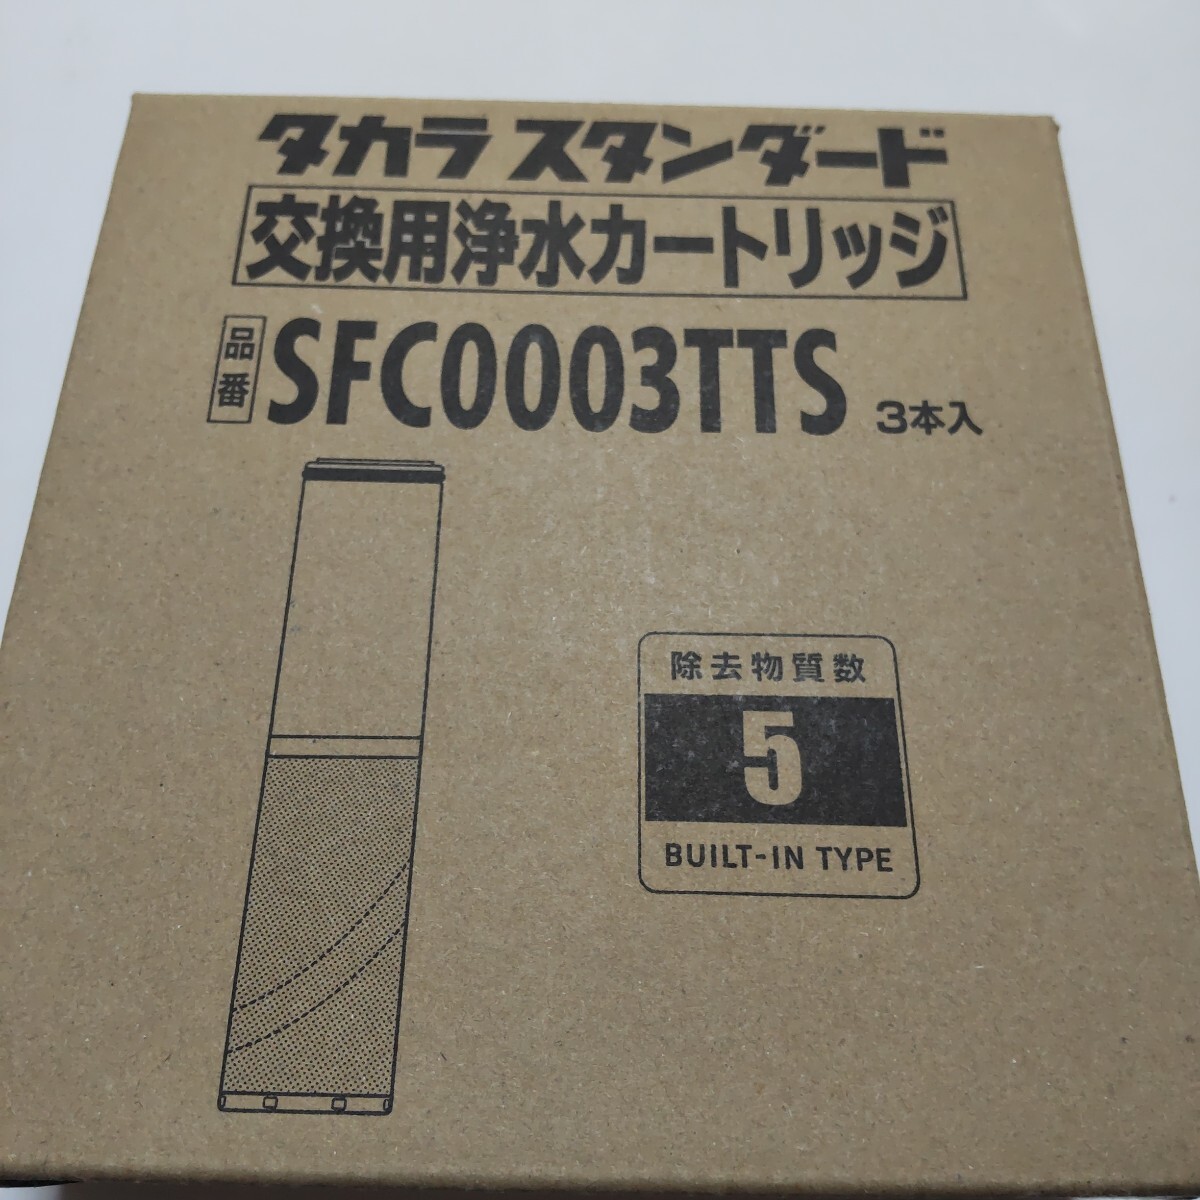 タカラスタンダード
交換用浄水カートリッジ
品番 SFC0003TTS 3本入
除去物質数
5
BUILT-IN TYPE